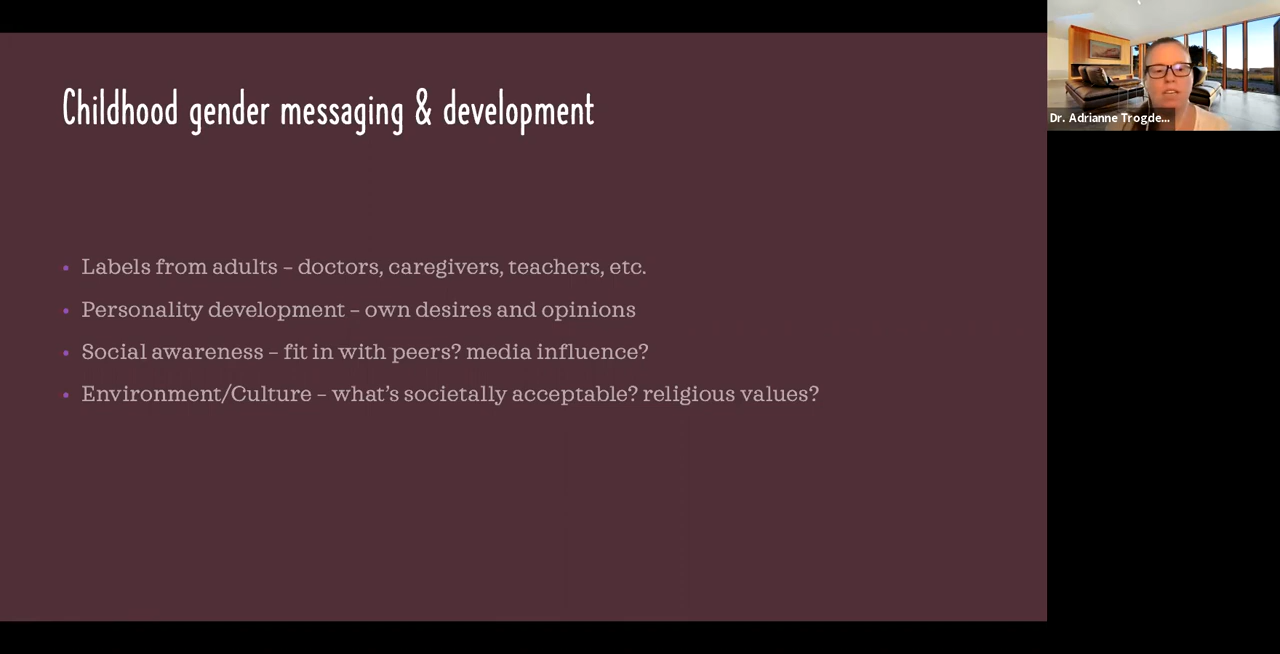 Childhood gender messaging & development
• Labels from adults – doctors, caregivers, teachers, etc.
• Personality development – own desires and opinions
• Social awareness – fit in with peers? media influence?
• Environment/Culture – what's societally acceptable? religious values?
Dr. Adrianne Trogde...